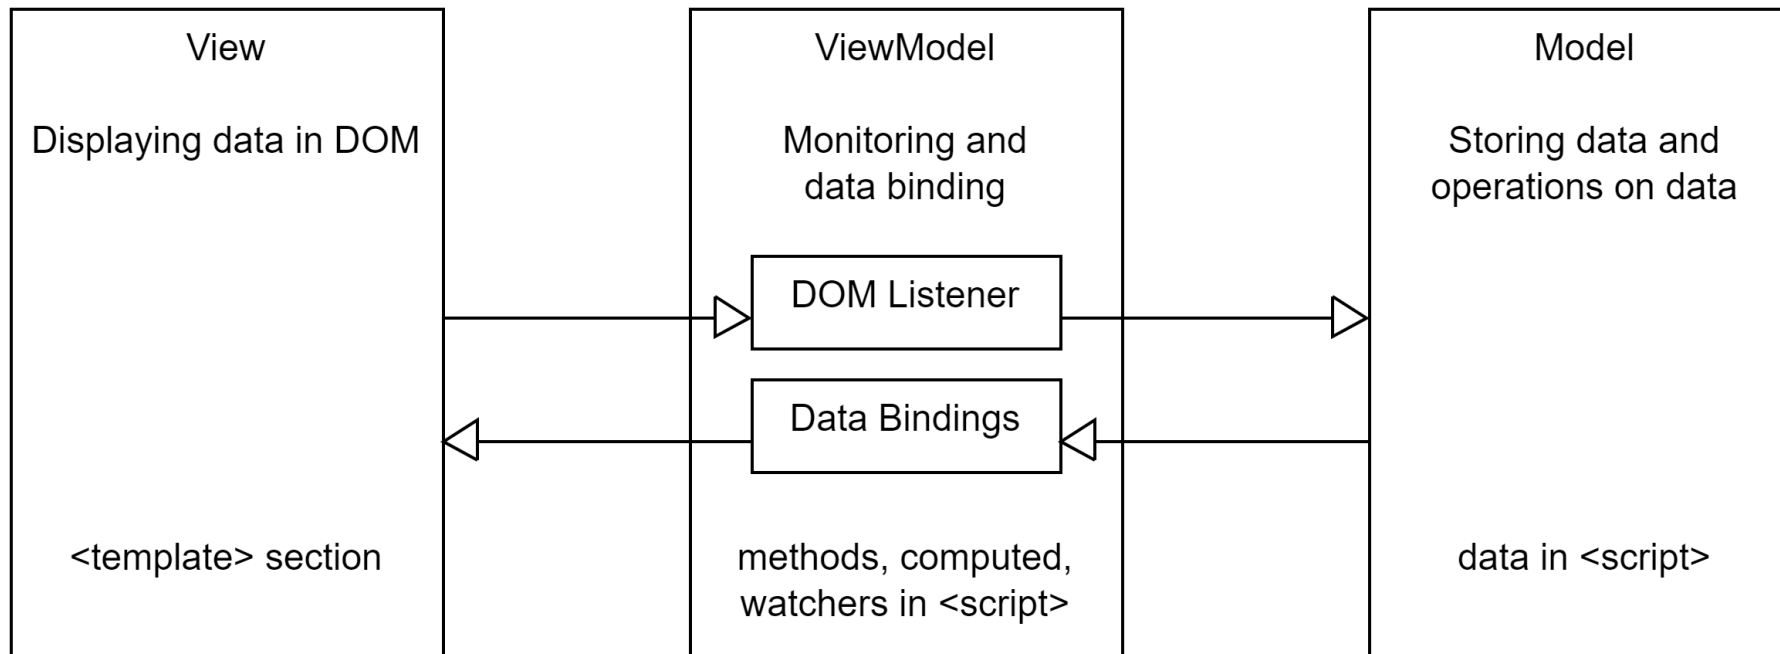 View
Displaying data in DOM
<template> section
ViewModel
Monitoring and
data binding
DOM Listener
Data Bindings
methods, computed,
watchers in <script>
Model
Storing data and
operations on data
data in <script>